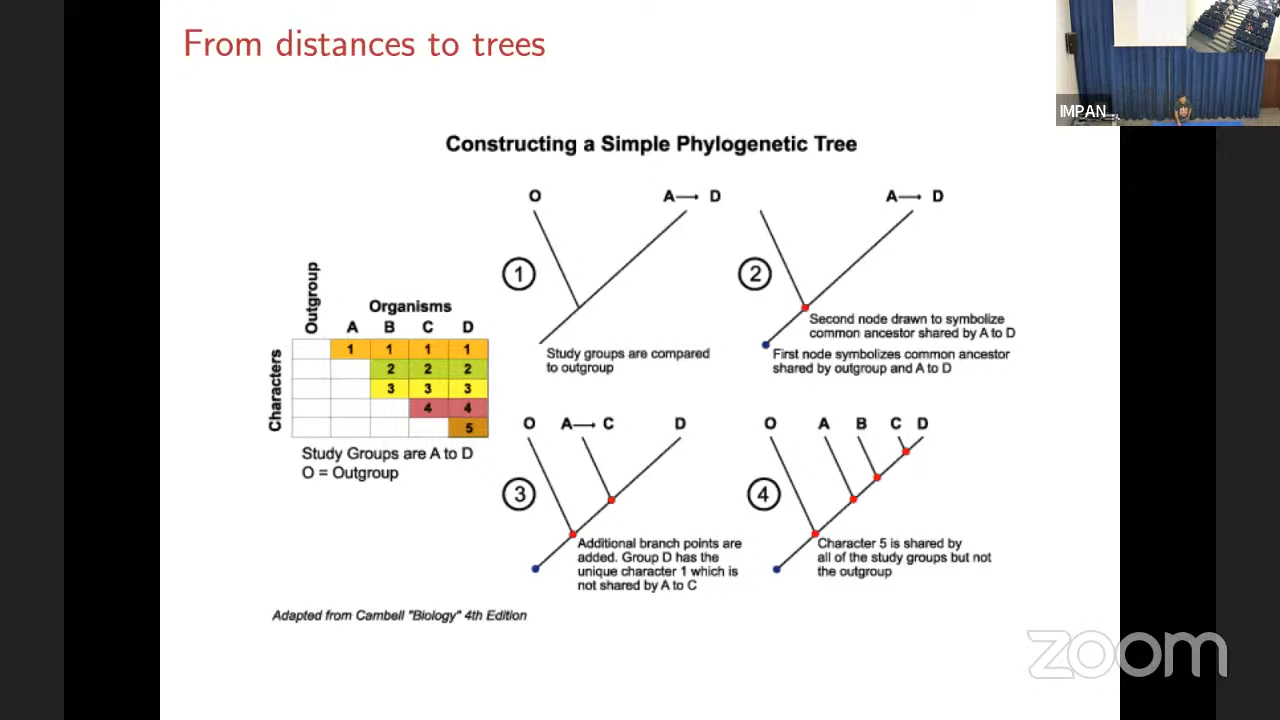 From distances to trees
IMPAN ...
Constructing a Simple Phylogenetic Tree
O A→ D
A→ D
1
2
Second node drawn to symbolize
common ancestor shared by A to D
Study groups are compared
to outgroup
First node symbolizes common ancestor
shared by outgroup and A to D
Outgroup
Organisms
A B C D
Characters
1 1 1 1
2 2 2
3 3 3
4 4
5
Study Groups are A to D
O = Outgroup
O A→ C D
O A B C D
3
4
Additional branch points are
added. Group D has the
unique character 1 which is
not shared by A to C
Character 5 is shared by
all of the study groups but not
the outgroup
Adapted from Cambell "Biology" 4th Edition
zoom